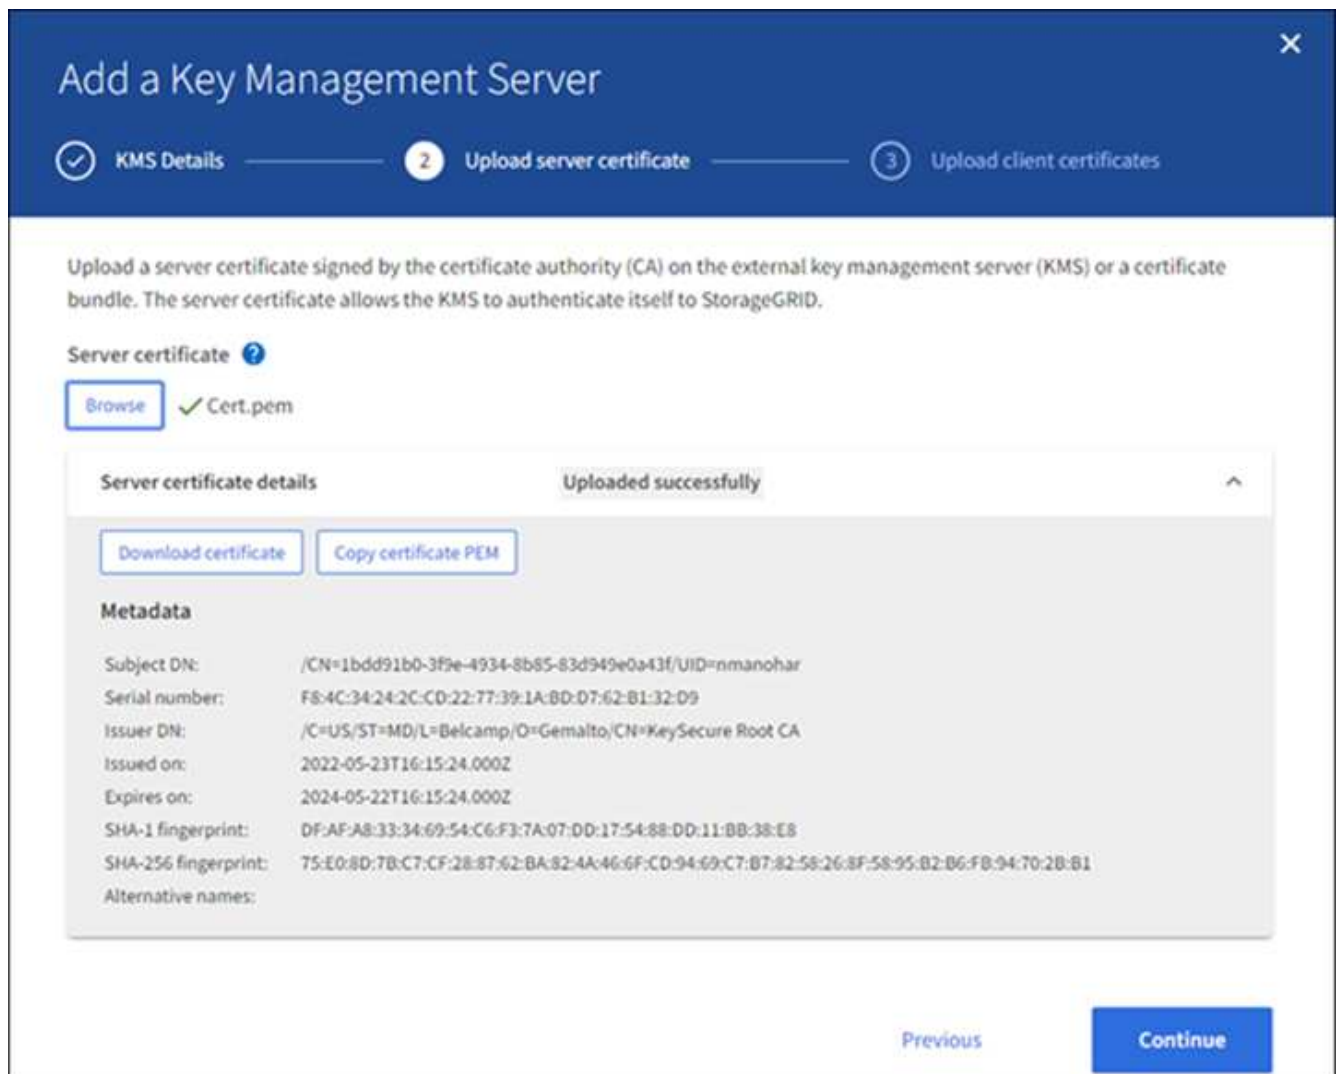 Add a Key Management Server
KMS Details
2 Upload server certificate
3 Upload client certificates
Upload a server certificate signed by the certificate authority (CA) on the external key management server (KMS) or a certificate
bundle. The server certificate allows the KMS to authenticate itself to StorageGRID.
Server certificate ?
Browse Cert.pem
Server certificate details Uploaded successfully
Download certificate Copy certificate PEM
Metadata
Subject DN: /CN=1bdd91b0-3f9e-4934-8b85-83d949e0a43f/UID=nmanohar
Serial number: F8:4C:34:24:2C:CD:22:77:39:1A:BD:D7:62:B1:32:D9
Issuer DN: /C=US/ST=MD/L=Belcamp/O=Gemalto/CN=KeySecure Root CA
Issued on: 2022-05-23T16:15:24.000Z
Expires on: 2024-05-22T16:15:24.000Z
SHA-1 fingerprint: DF:AF:A8:33:34:69:54:C6:F3:7A:07:DD:17:54:88:DD:11:BB:38:E8
SHA-256 fingerprint: 75:E0:8D:7B:C7:CF:28:87:62:BA:82:4A:46:6F:CD:94:69:C7:B7:82:58:26:8F:58:95:B2:B6:FB:94:70:2B:B1
Alternative names:
Previous Continue